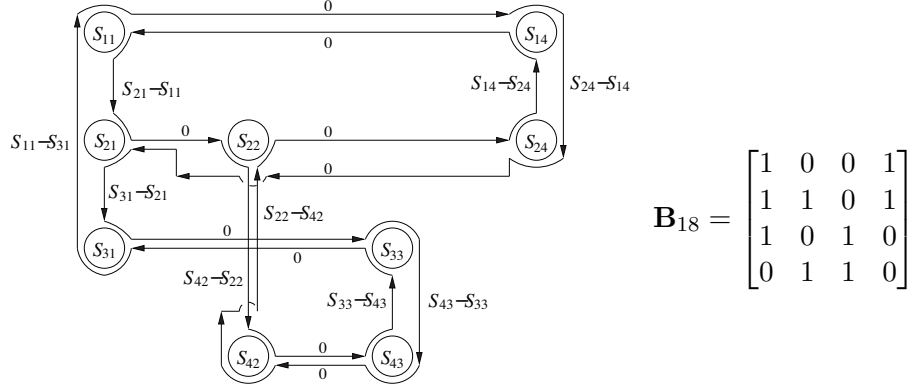 0
S11 S14
0
S21–S11 S14–S24 S24–S14
S11–S31 S21 0 S22 0 S24
0
S31–S21
S22–S42
0
S31 S33
0
S42–S22
S33–S43 S43–S33
0
S42 S43
0
B18 = [1 0 0 1
1 1 0 1
1 0 1 0
0 1 1 0]